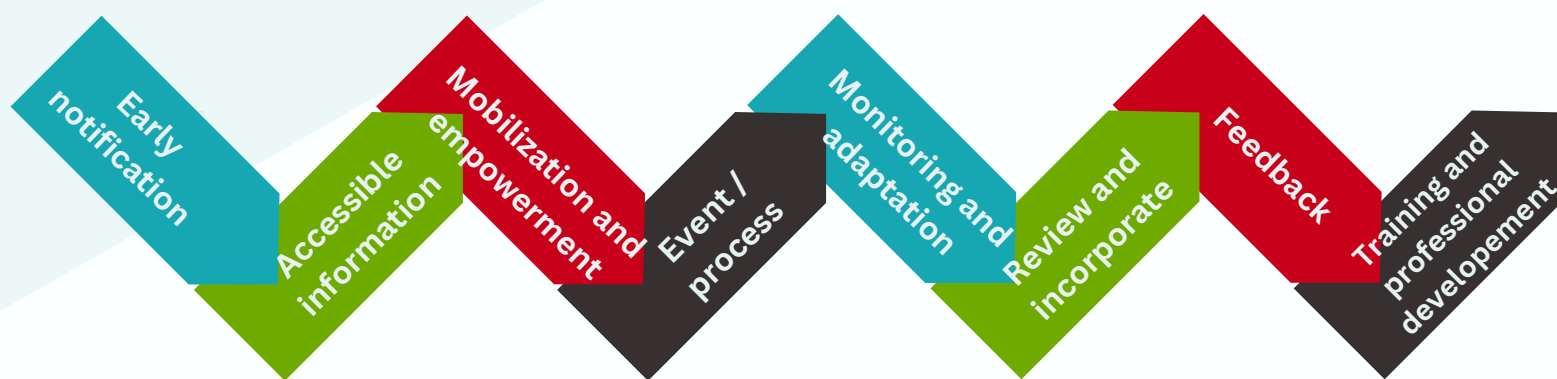 Early
notification
Accessible
information
Mobilization and
empowerment
Event /
process
Monitoring and
adaptation
Review and
incorporate
Feedback
Training and
professional
developement